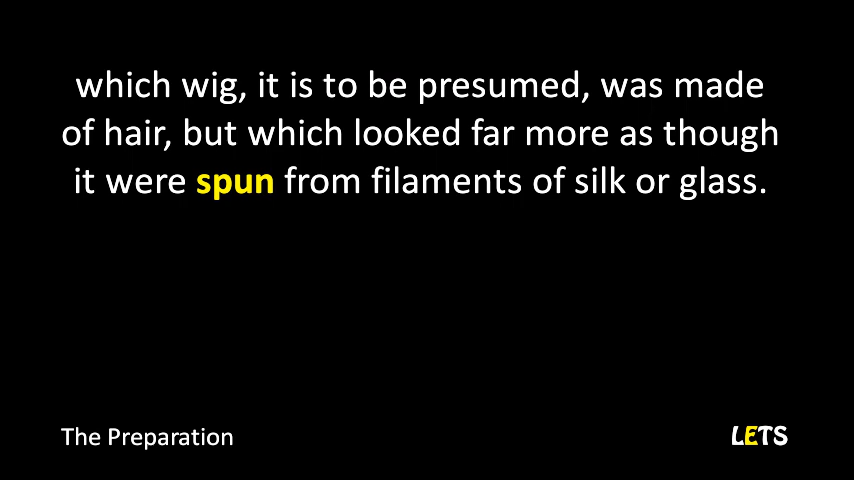 which wig, it is to be presumed, was made
of hair, but which looked far more as though
it were spun from filaments of silk or glass.
The Preparation
LETS